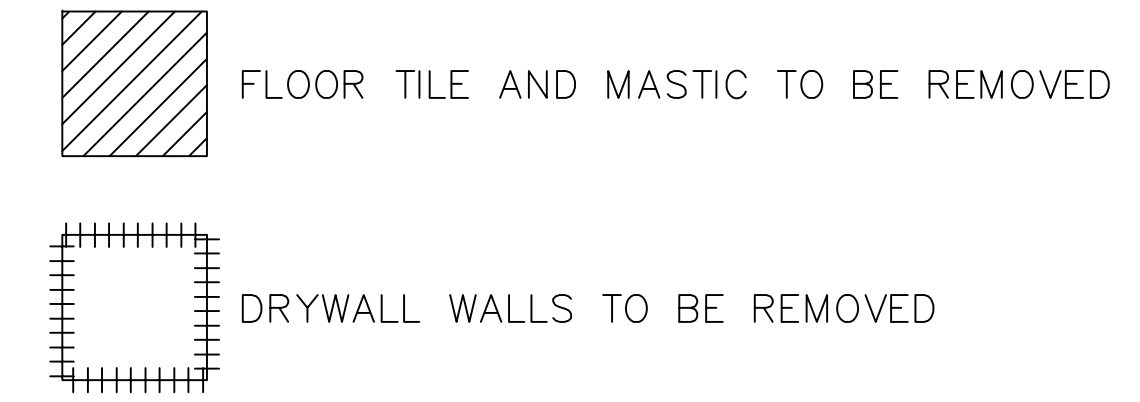 FLOOR TILE AND MASTIC TO BE REMOVED
DRYWALL WALLS TO BE REMOVED